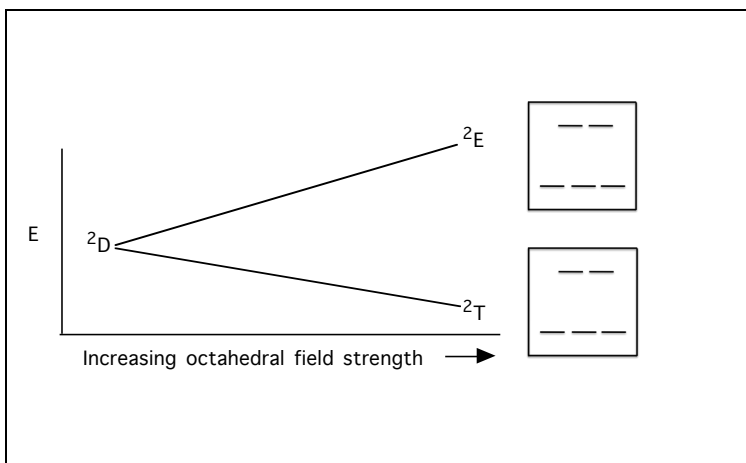 ²E
E
²D
²T
Increasing octahedral field strength